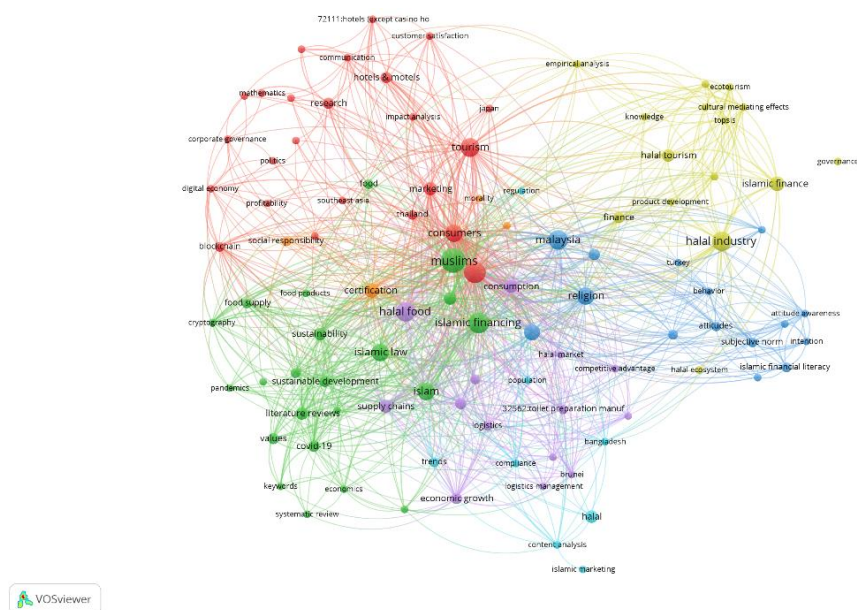 72111:hotels (except casino ho
customer satisfaction
communication
empirical analysis
hotels & motels
ecotourism
mathematics
research
cultural mediating effects
japan
impact analysis
knowledge
topsis
corporate governance
tourism
halal tourism
politics
governance
food
islamic finance
digital economy
marketing
regulation
morality
profitability
southeast asia
product development
thailand
finance
consumers
blockchain
social responsibility
malaysia
halal industry
muslims
turkey
consumption
certification
food products
religion
behavior
food supply
halal food
attitude awareness
cryptography
islamic financing
attitudes
sustainability
subjective norm
intention
islamic law
halal market
islamic financial literacy
competitive advantage
halal ecosystem
pandemics
sustainable development
population
islam
supply chains
32562:toilet preparation manuf
literature reviews
logistics
values
covid-19
bangladesh
trends
compliance
brunei
keywords
economics
logistics management
economic growth
systematic review
halal
content analysis
islamic marketing
VOSviewer